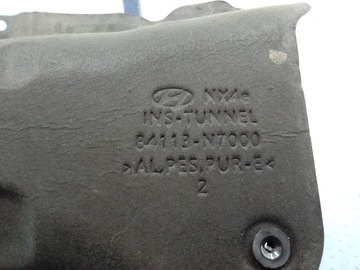 NX4e
INS-TUNNEL
84113-N7000
>AL,PES,PUR-E<
2